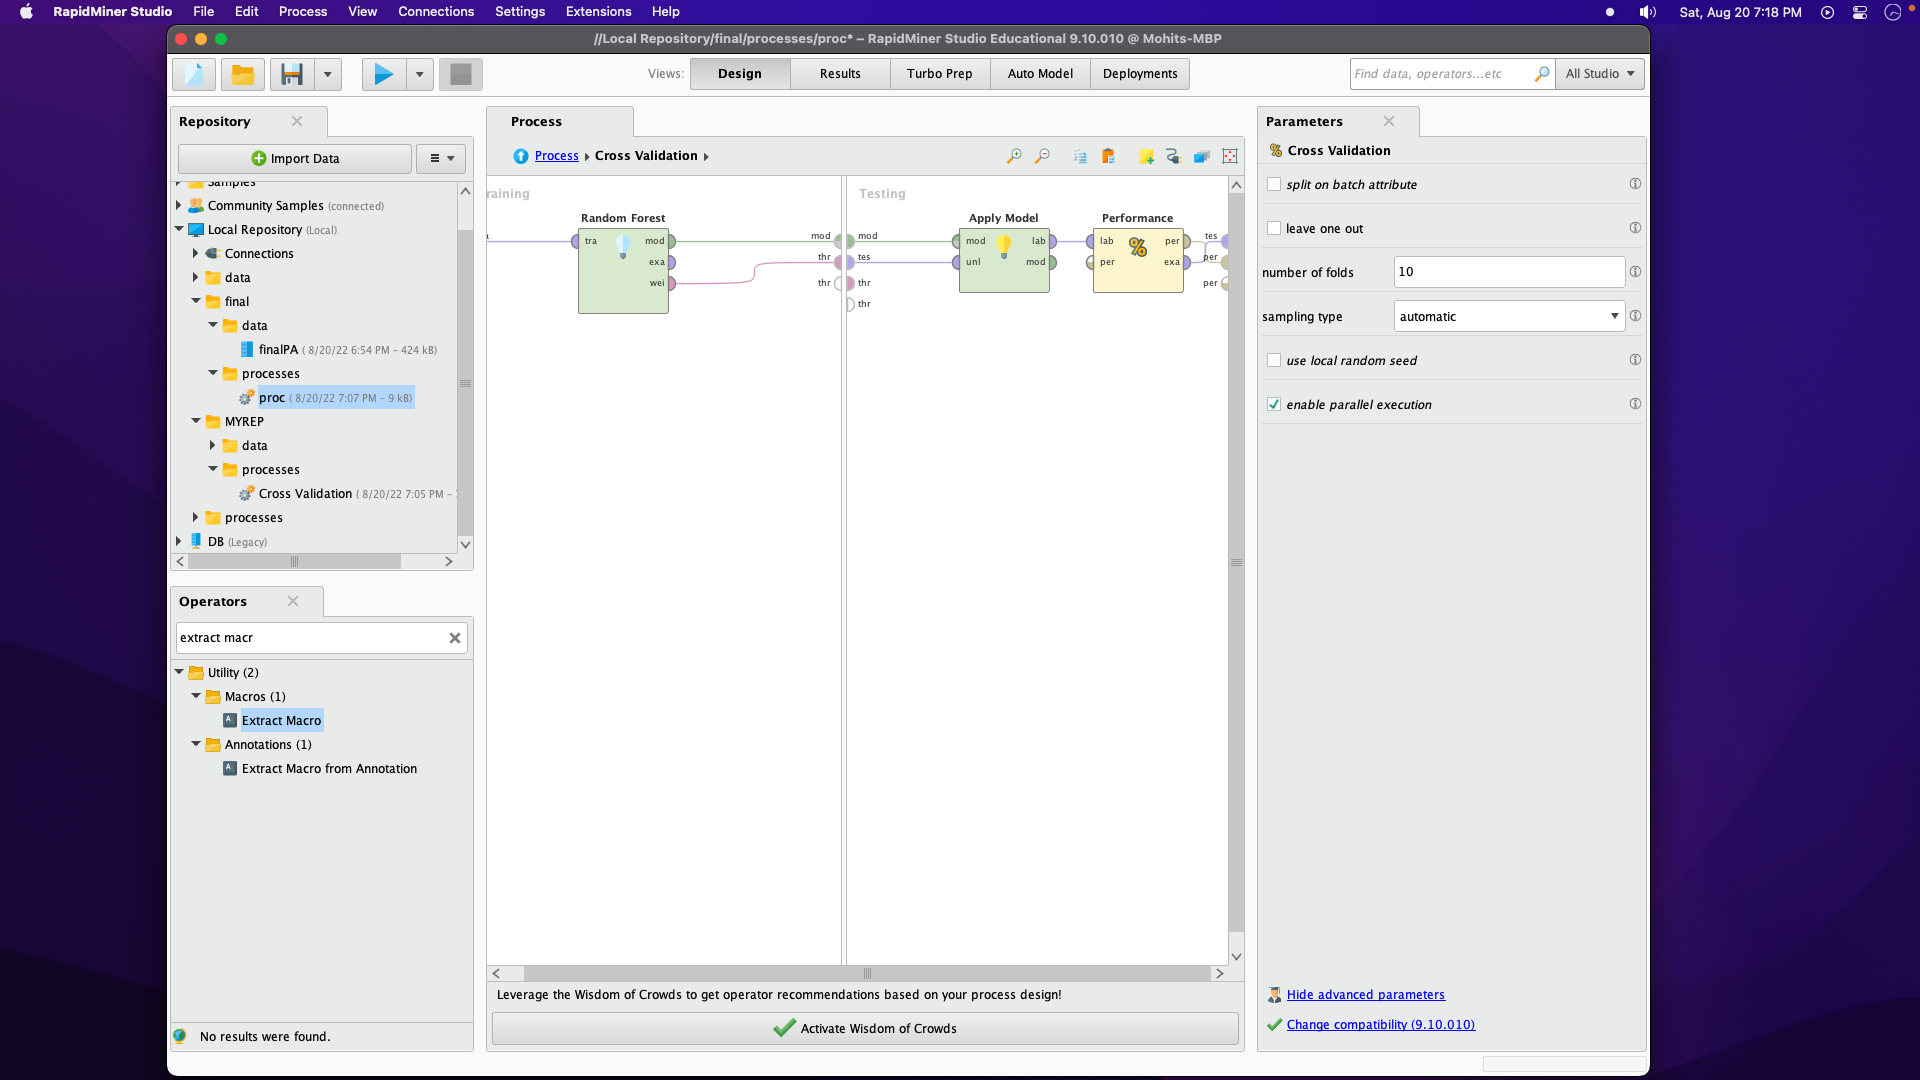 RapidMiner Studio File Edit Process View Connections Settings Extensions Help Sat, Aug 20 7:18 PM
//Local Repository/final/processes/proc* – RapidMiner Studio Educational 9.10.010 @ Mohits-MBP
Views: Design Results Turbo Prep Auto Model Deployments Find data, operators...etc All Studio
Repository
Import Data
Samples
Community Samples (connected)
Local Repository (Local)
Connections
data
final
data
finalPA ( 8/20/22 6:54 PM – 424 kB)
processes
proc ( 8/20/22 7:07 PM – 9 kB)
MYREP
data
processes
Cross Validation ( 8/20/22 7:05 PM –
processes
DB (Legacy)
Operators
extract macr
Utility (2)
Macros (1)
Extract Macro
Annotations (1)
Extract Macro from Annotation
No results were found.
Process
Process Cross Validation
raining
Random Forest
tra mod
exa
wei
mod
thr
thr
Testing
mod
tes
thr
thr
Apply Model
mod lab
unl mod
Performance
lab per
per exa
tes
per
per
Leverage the Wisdom of Crowds to get operator recommendations based on your process design!
Activate Wisdom of Crowds
Parameters
Cross Validation
split on batch attribute
leave one out
number of folds 10
sampling type automatic
use local random seed
enable parallel execution
Hide advanced parameters
Change compatibility (9.10.010)